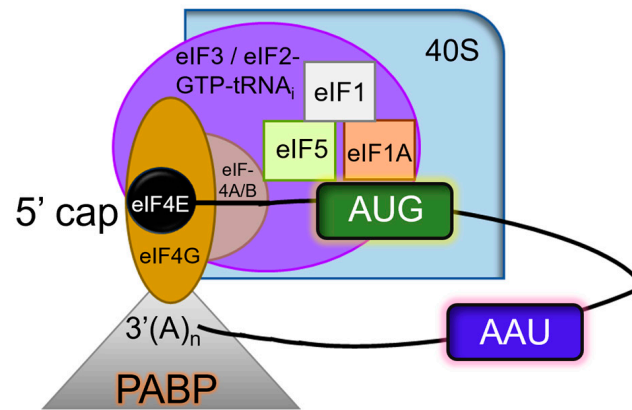 eIF3 / eIF2-
GTP-tRNAi
40S
eIF1
eIF5
eIF1A
eIF-
4A/B
5’ cap
eIF4E
AUG
eIF4G
3’(A)n
AAU
PABP